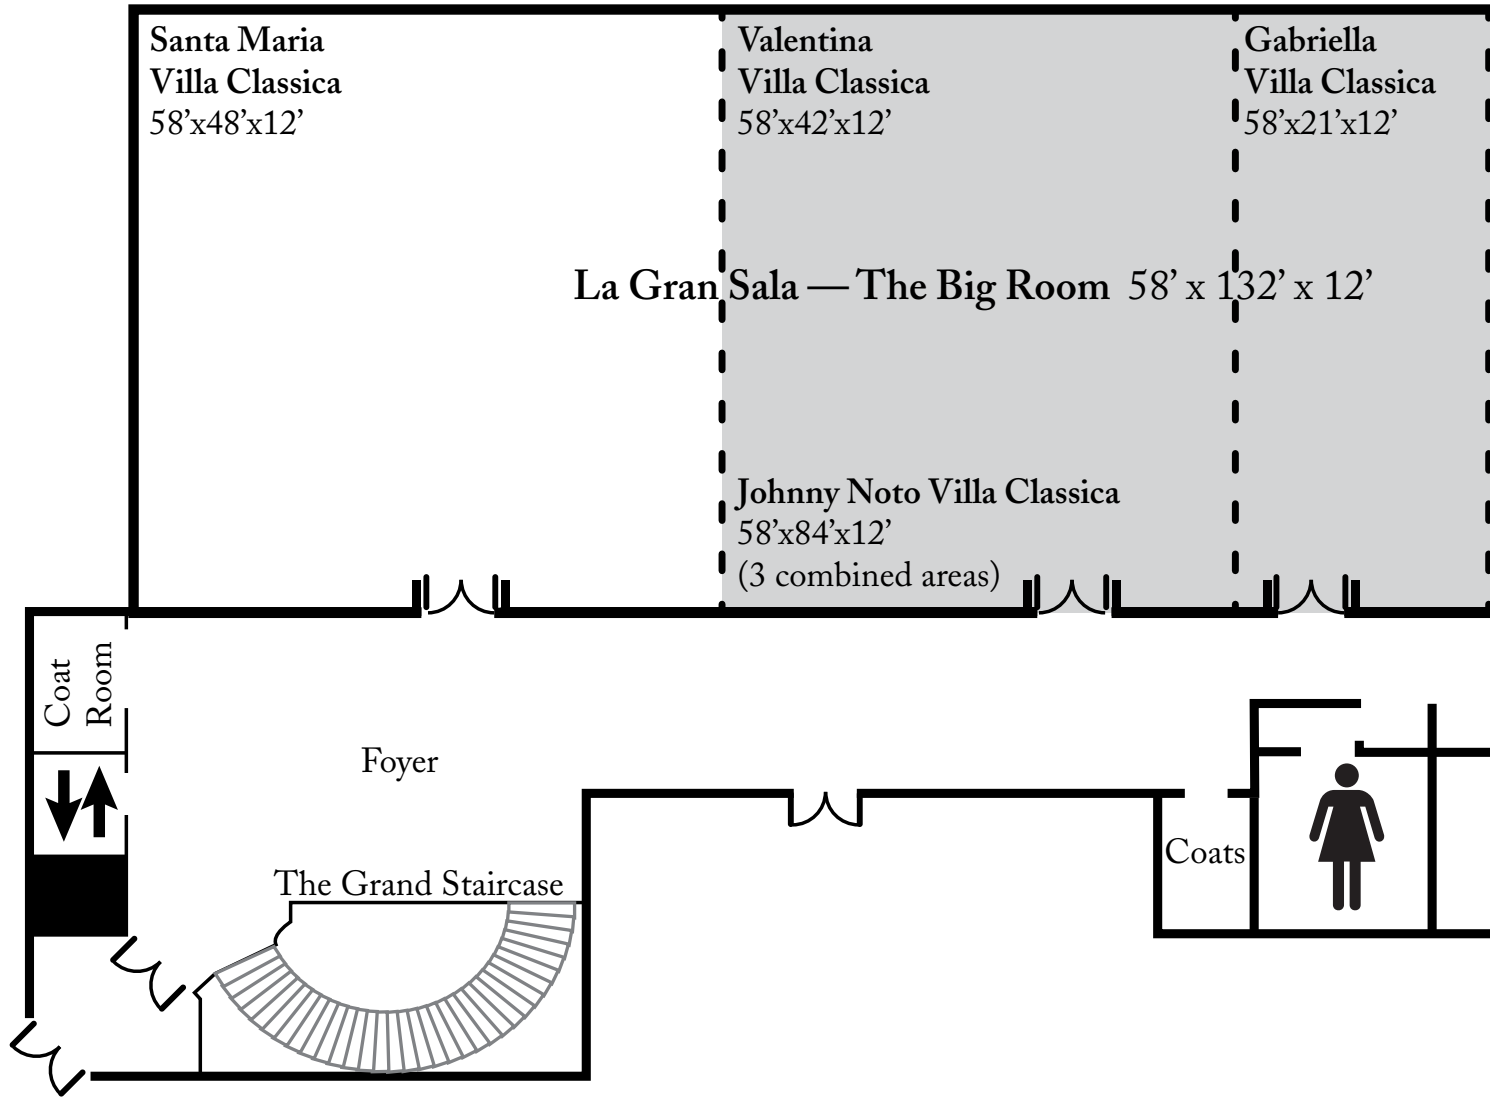 Santa Maria
Villa Classica
58’x48’x12’
Valentina
Villa Classica
58’x42’x12’
Gabriella
Villa Classica
58’x21’x12’
La Gran Sala — The Big Room 58’ x 132’ x 12’
Johnny Noto Villa Classica
58’x84’x12’
(3 combined areas)
Coat
Room
Foyer
The Grand Staircase
Coats